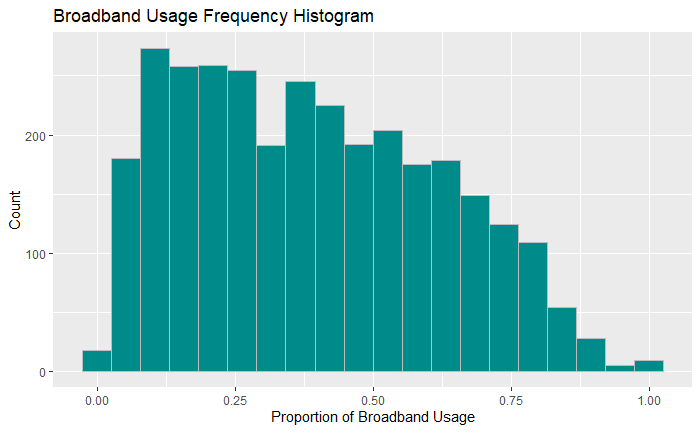 Broadband Usage Frequency Histogram
Count
200
100
0
0.00 0.25 0.50 0.75 1.00
Proportion of Broadband Usage